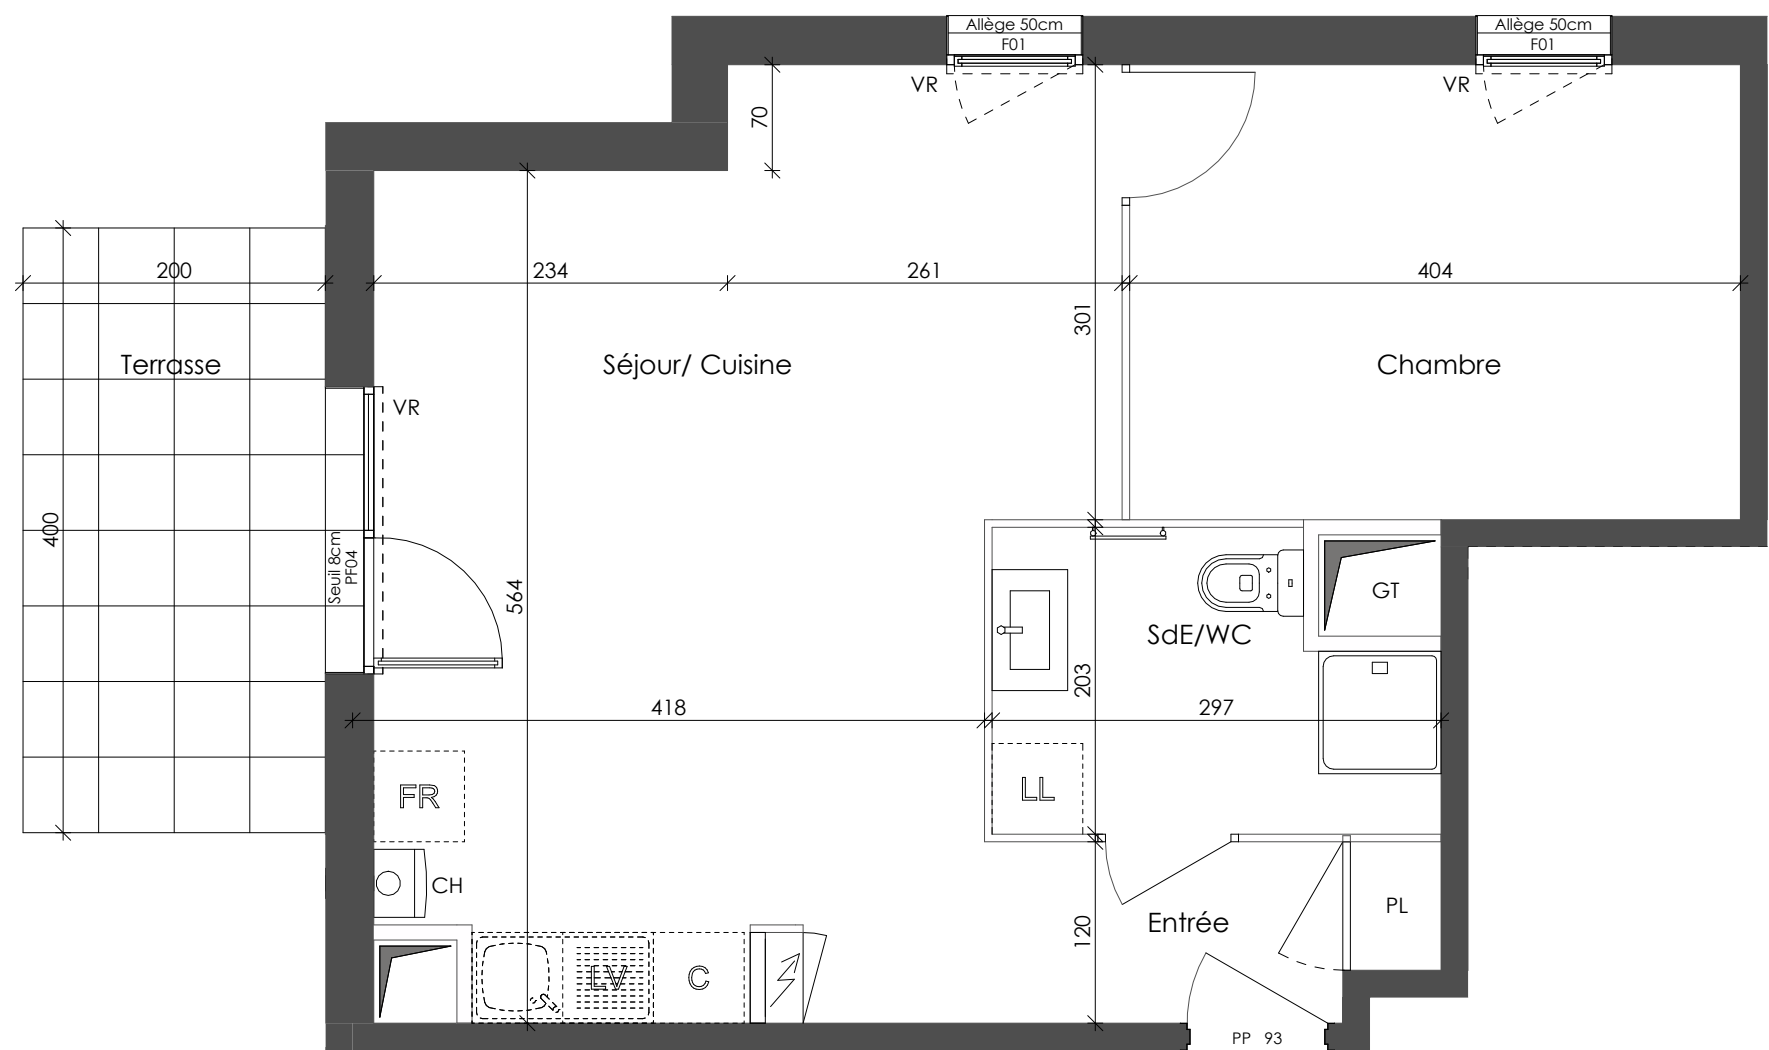 Allège 50cm
F01
Allège 50cm
F01
VR
VR
70
200
234
261
404
301
Terrasse
Séjour/ Cuisine
Chambre
VR
400
Seuil 8cm
PF04
564
GT
SdE/WC
203
418
297
FR
LL
CH
PL
Entrée
120
LV
C
PP 93